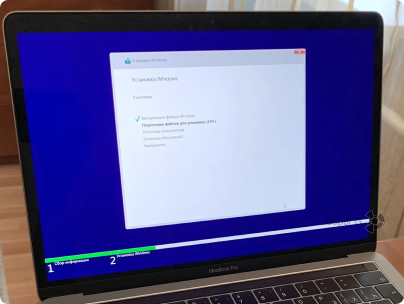 Установка Windows
Установка Windows
Состояние
Копирование файлов Windows
Подготовка файлов для установки
Установка компонентов
Установка обновлений
Завершение
1 Сбор информации
2 Установка Windows
MacBook Pro